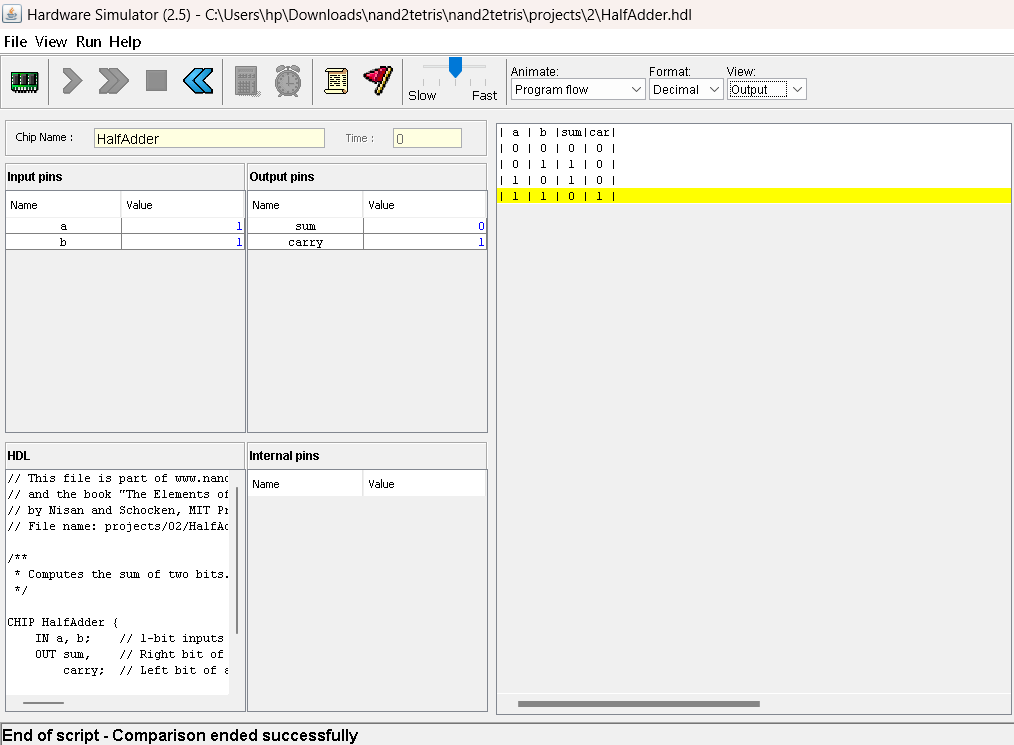 Hardware Simulator (2.5) - C:\Users\hp\Downloads\nand2tetris\nand2tetris\projects\2\HalfAdder.hdl
File View Run Help
Slow Fast
Animate: Format: View:
Program flow Decimal Output
Chip Name : HalfAdder Time : 0
Input pins Output pins
Name Value Name Value
a 1 sum 0
b 1 carry 1
| a | b |sum|car|
| 0 | 0 | 0 | 0 |
| 0 | 1 | 1 | 0 |
| 1 | 0 | 1 | 0 |
| 1 | 1 | 0 | 1 |
HDL
// This file is part of www.nand
// and the book "The Elements of
// by Nisan and Schocken, MIT Pr
// File name: projects/02/HalfAd
/**
* Computes the sum of two bits.
*/
CHIP HalfAdder {
IN a, b; // 1-bit inputs
OUT sum, // Right bit of
carry; // Left bit of a
Internal pins
Name Value
End of script - Comparison ended successfully